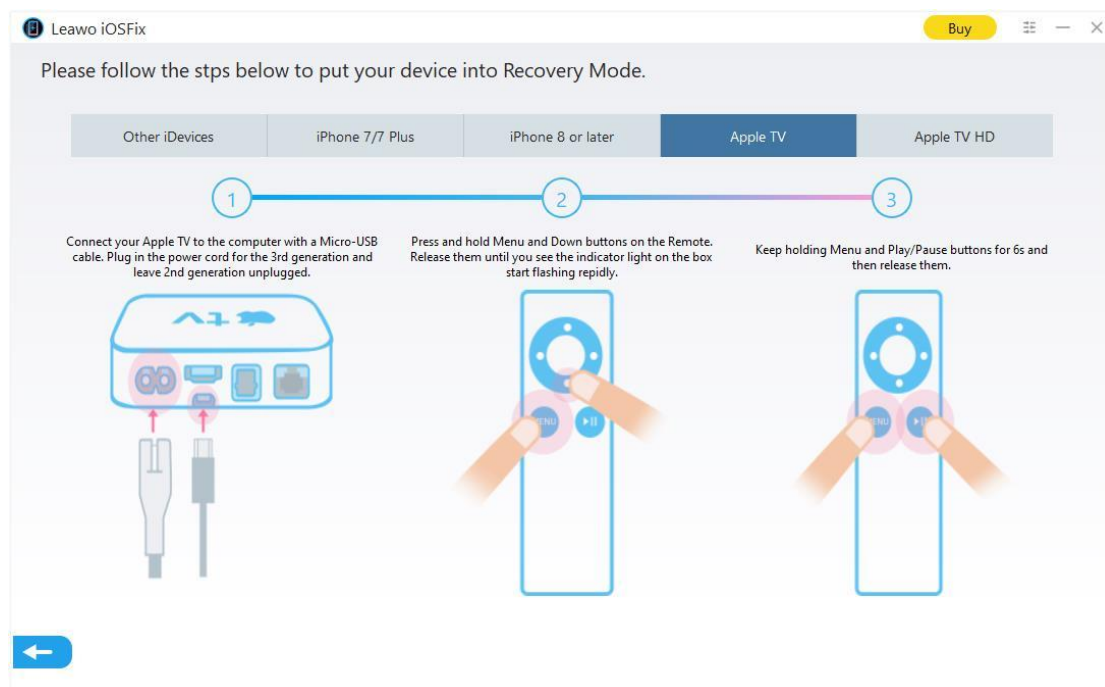 Leawo iOSFix
Buy
Please follow the stps below to put your device into Recovery Mode.
Other iDevices
iPhone 7/7 Plus
iPhone 8 or later
Apple TV
Apple TV HD
1
2
3
Connect your Apple TV to the computer with a Micro-USB
cable. Plug in the power cord for the 3rd generation and
leave 2nd generation unplugged.
Press and hold Menu and Down buttons on the Remote.
Release them until you see the indicator light on the box
start flashing repidly.
Keep holding Menu and Play/Pause buttons for 6s and
then release them.
tv
MENU
MENU